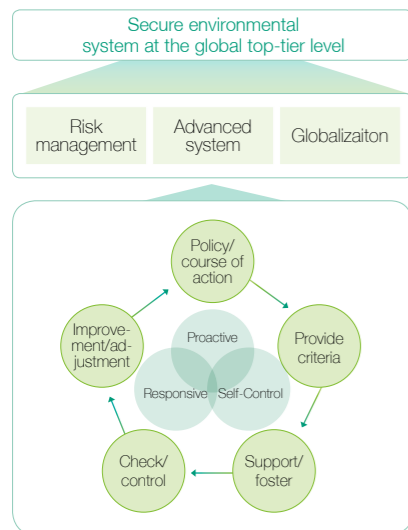 Secure environmental
system at the global top-tier level
Risk
management
Advanced
system
Globalizaiton
Policy/
course of
action
Provide
criteria
Support/
foster
Check/
control
Improve-
ment/ad-
justment
Proactive
Responsive
Self-Control